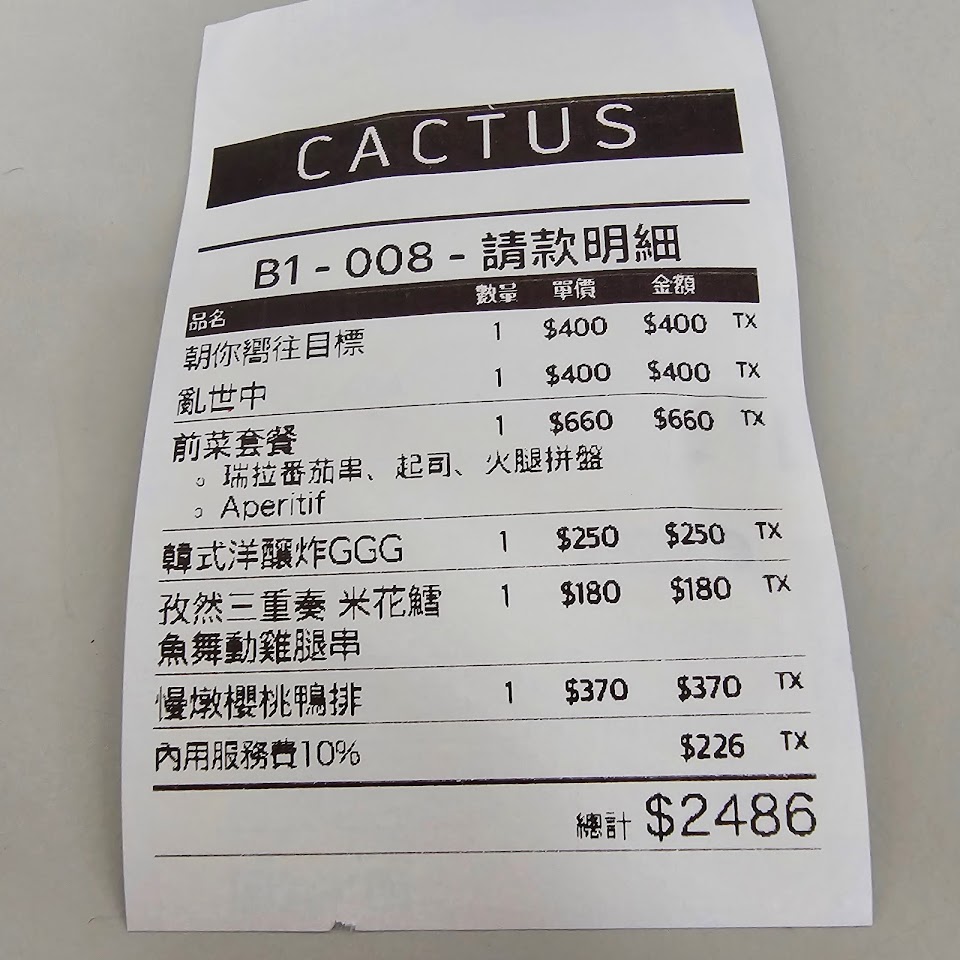 CACTUS
B1 - 008 - 請款明細
品名 數量 單價 金額
朝你嚮往目標 1 $400 $400 TX
亂世中 1 $400 $400 TX
前菜套餐 1 $660 $660 TX
。瑞拉番茄串、起司、火腿拼盤
。Aperitif
韓式洋釀炸GGG 1 $250 $250 TX
孜然三重奏 米花鱈 1 $180 $180 TX
魚舞動雞腿串
慢燉櫻桃鴨排 1 $370 $370 TX
內用服務費10% $226 TX
總計 $2486